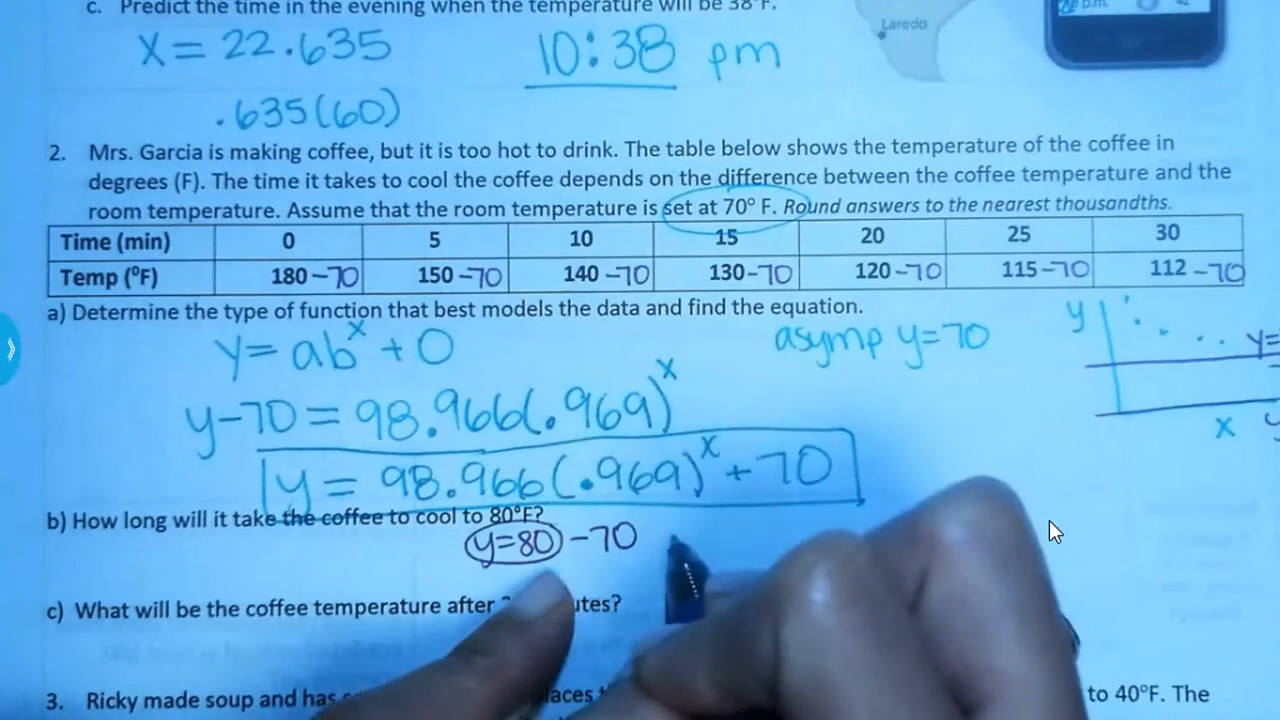 c. Predict the time in the evening when the temperature will be 38°F.
x = 22.635
10:38 pm
.635(60)
Laredo
p.m.
2. Mrs. Garcia is making coffee, but it is too hot to drink. The table below shows the temperature of the coffee in
degrees (F). The time it takes to cool the coffee depends on the difference between the coffee temperature and the
room temperature. Assume that the room temperature is set at 70° F. Round answers to the nearest thousandths.
Time (min) 0 5 10 15 20 25 30
Temp (⁰F) 180-70 150-70 140-70 130-70 120-70 115-70 112-70
a) Determine the type of function that best models the data and find the equation.
y = ab^x + 0
asymp y=70
y
y=
x
y-70 = 98.966(.969)^x
y = 98.966(.969)^x + 70
b) How long will it take the coffee to cool to 80°F?
y=80 - 70
c) What will be the coffee temperature after
3. Ricky made soup and has
to 40°F. The